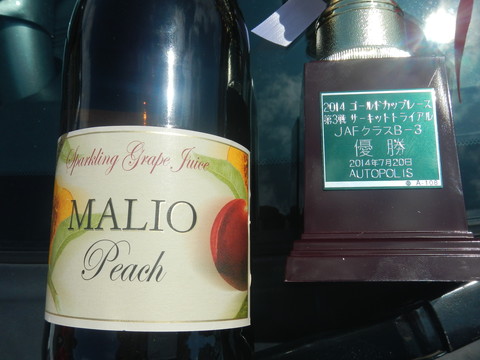 Sparkling Grape Juice
MALIO
Peach
2014 ゴールドカップレース
第3戦 サーキットトライアル
JAFクラスB-3
優勝
2014年7月20日
AUTOPOLIS
A-108